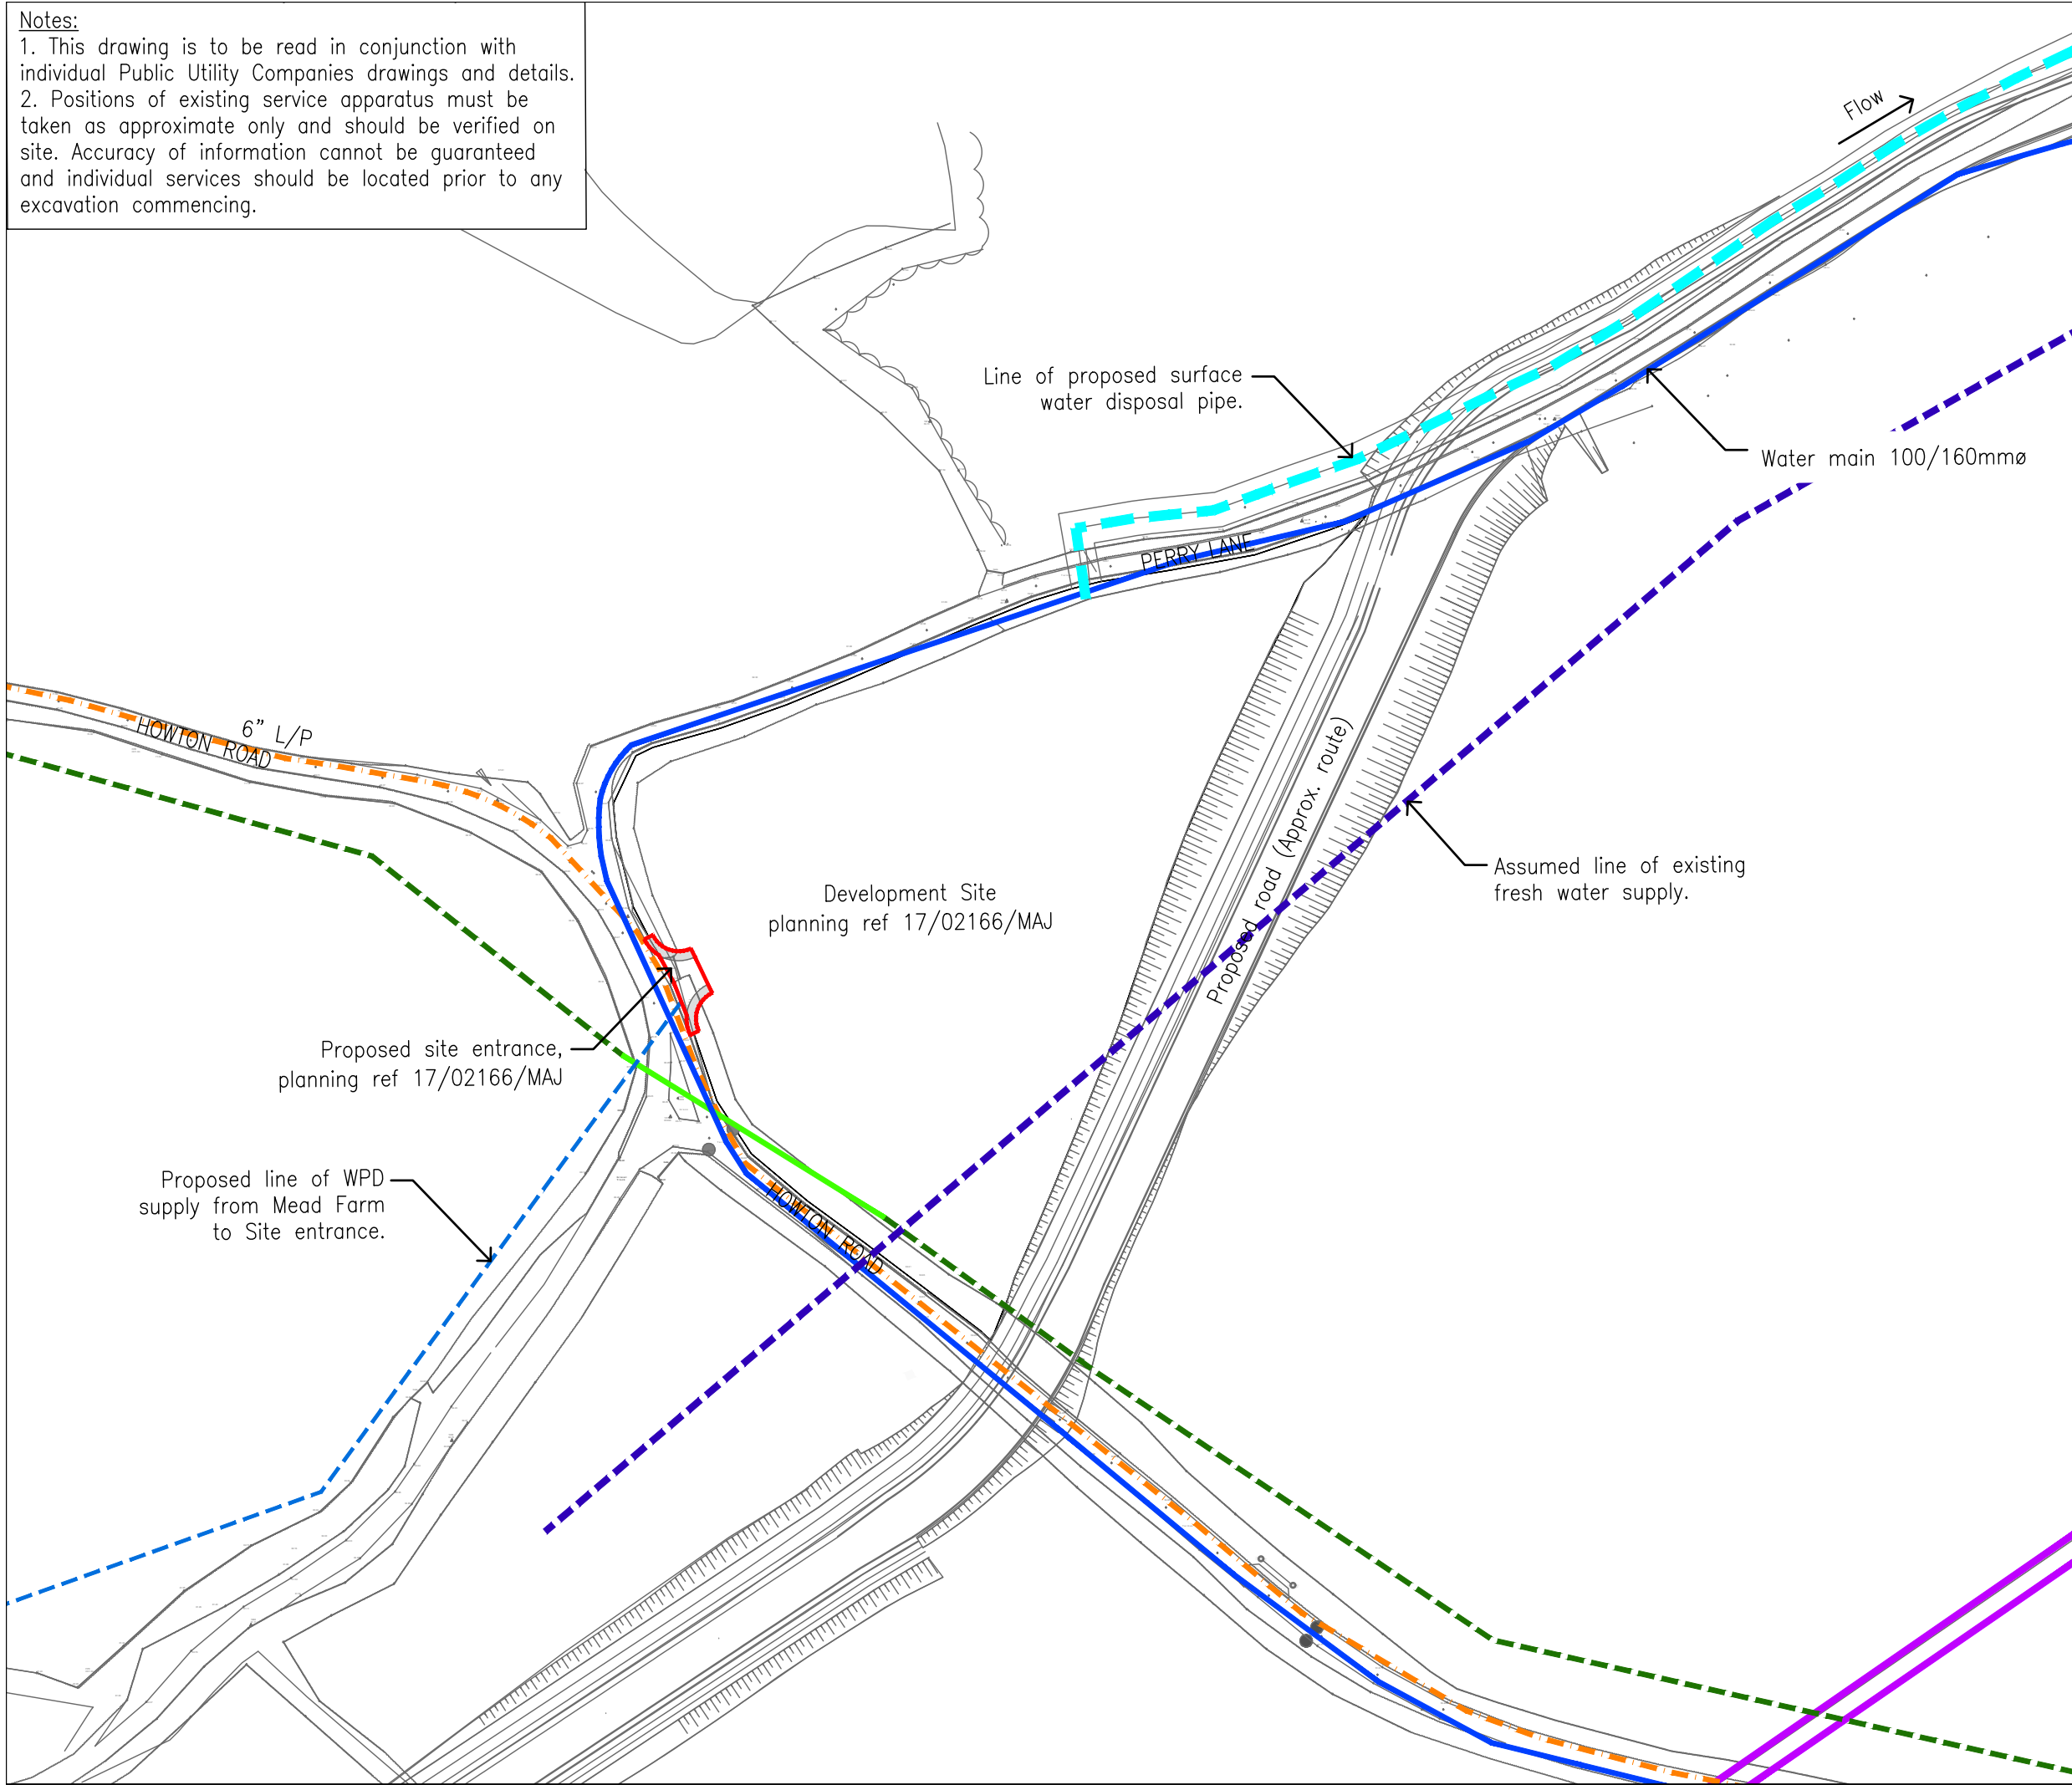 Notes:
1. This drawing is to be read in conjunction with
individual Public Utility Companies drawings and details.
2. Positions of existing service apparatus must be
taken as approximate only and should be verified on
site. Accuracy of information cannot be guaranteed
and individual services should be located prior to any
excavation commencing.
Flow
Line of proposed surface
water disposal pipe.
Water main 100/160mmø
PERRY LANE
6" L/P
HOWTON ROAD
Proposed road (Approx. route)
Assumed line of existing
fresh water supply.
Development Site
planning ref 17/02166/MAJ
Proposed site entrance,
planning ref 17/02166/MAJ
Proposed line of WPD
supply from Mead Farm
to Site entrance.
HOWTON ROAD